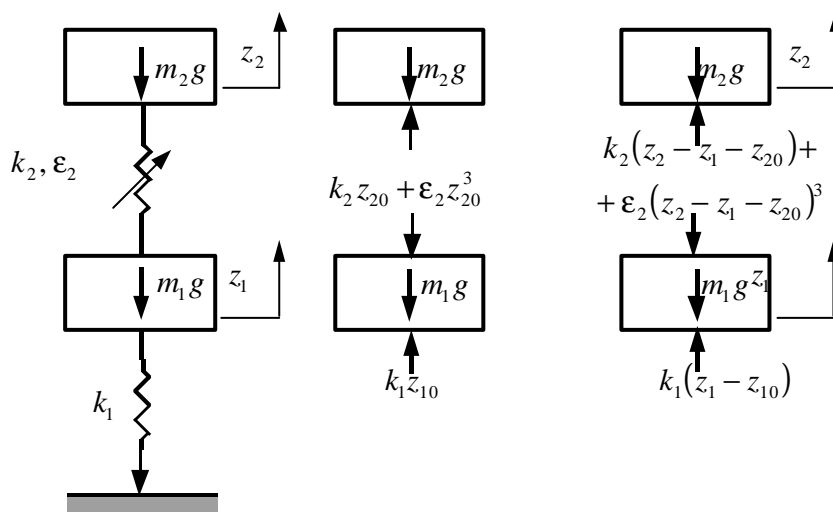 m₂g z₂ m₂g m₂g z₂
k₂, ε₂
k₂(z₂ − z₁ − z₂₀)+
k₂z₂₀ + ε₂z₂₀³
+ ε₂(z₂ − z₁ − z₂₀)³
m₁g z₁ m₁g m₁g z₁
k₁z₁₀ k₁(z₁ − z₁₀)
k₁